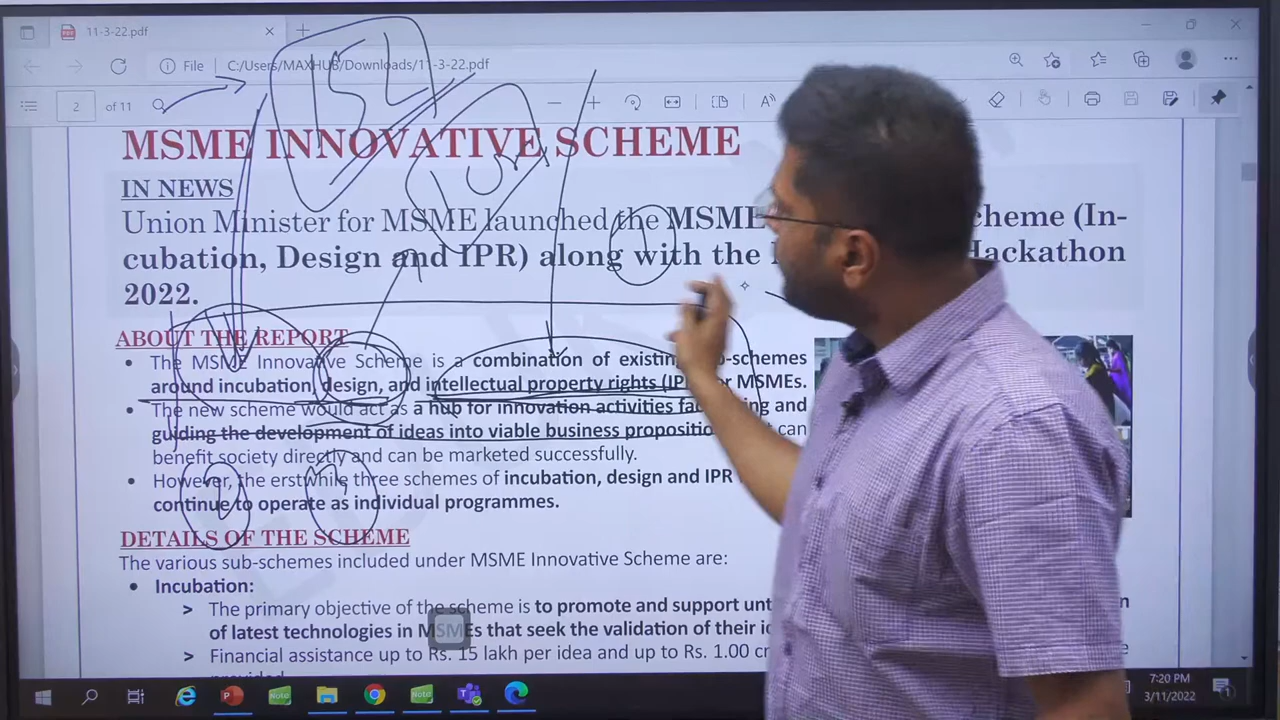 11-3-22.pdf
File C:/Users/MAXHUB/Downloads/11-3-22.pdf
2 of 11
15L
MSME INNOVATIVE SCHEME
IN NEWS
Union Minister for MSME launched the MSME cheme (In-
cubation, Design and IPR) along with the Hackathon
2022.
ABOUT THE REPORT
• The MSME Innovative Scheme is a combination of existing sub-schemes
around incubation, design, and intellectual property rights (IP for MSMEs.
• The new scheme would act as a hub for innovation activities facilitating and
guiding the development of ideas into viable business proposition can
benefit society directly and can be marketed successfully.
• However, the erstwhile three schemes of incubation, design and IPR
continue to operate as individual programmes.
DETAILS OF THE SCHEME
The various sub-schemes included under MSME Innovative Scheme are:
• Incubation:
> The primary objective of the scheme is to promote and support unt n
of latest technologies in MSMEs that seek the validation of their id
> Financial assistance up to Rs. 15 lakh per idea and up to Rs. 1.00 cr e
7:20 PM
3/11/2022